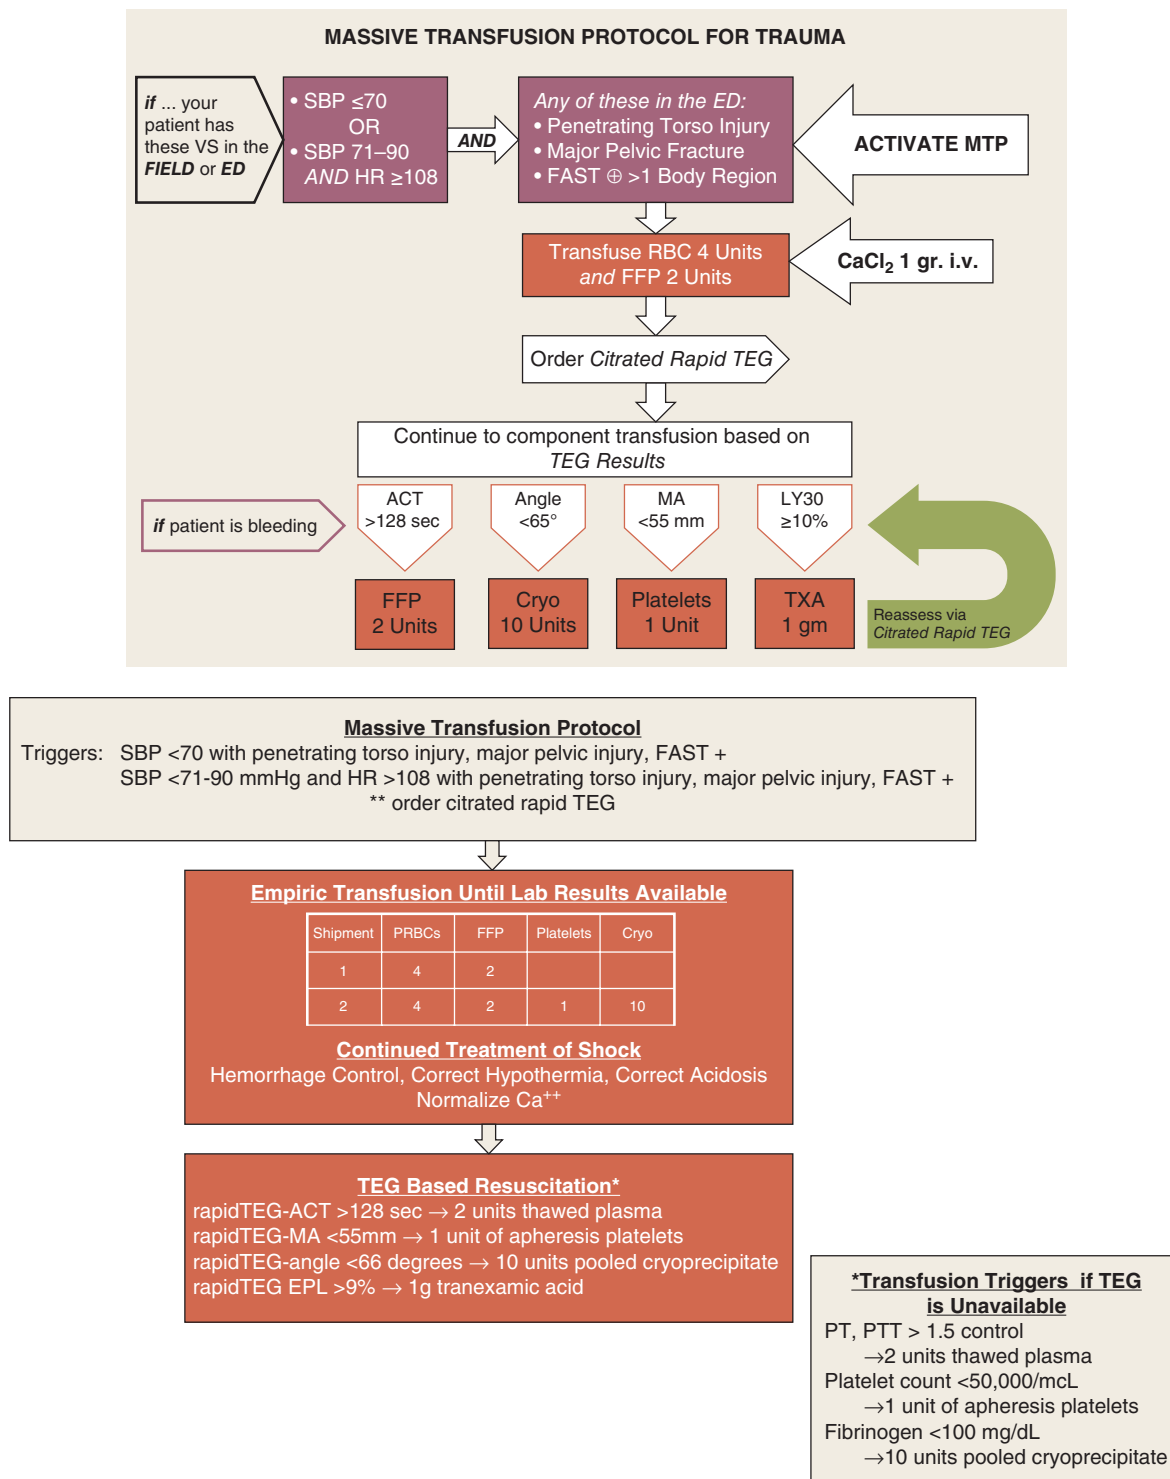 MASSIVE TRANSFUSION PROTOCOL FOR TRAUMA
if ... your
patient has
these VS in the
FIELD or ED
• SBP ≤70
OR
• SBP 71–90
AND HR ≥108
AND
Any of these in the ED:
• Penetrating Torso Injury
• Major Pelvic Fracture
• FAST ⊕ >1 Body Region
ACTIVATE MTP
Transfuse RBC 4 Units
and FFP 2 Units
CaCl₂ 1 gr. i.v.
Order Citrated Rapid TEG
Continue to component transfusion based on
TEG Results
if patient is bleeding
ACT
>128 sec
Angle
<65°
MA
<55 mm
LY30
≥10%
FFP
2 Units
Cryo
10 Units
Platelets
1 Unit
TXA
1 gm
Reassess via
Citrated Rapid TEG
Massive Transfusion Protocol
Triggers: SBP <70 with penetrating torso injury, major pelvic injury, FAST +
SBP <71-90 mmHg and HR >108 with penetrating torso injury, major pelvic injury, FAST +
** order citrated rapid TEG
Empiric Transfusion Until Lab Results Available
Shipment PRBCs FFP Platelets Cryo
1 4 2
2 4 2 1 10
Continued Treatment of Shock
Hemorrhage Control, Correct Hypothermia, Correct Acidosis
Normalize Ca⁺⁺
TEG Based Resuscitation*
rapidTEG-ACT >128 sec → 2 units thawed plasma
rapidTEG-MA <55mm → 1 unit of apheresis platelets
rapidTEG-angle <66 degrees → 10 units pooled cryoprecipitate
rapidTEG EPL >9% → 1g tranexamic acid
*Transfusion Triggers if TEG
is Unavailable
PT, PTT > 1.5 control
→2 units thawed plasma
Platelet count <50,000/mcL
→1 unit of apheresis platelets
Fibrinogen <100 mg/dL
→10 units pooled cryoprecipitate